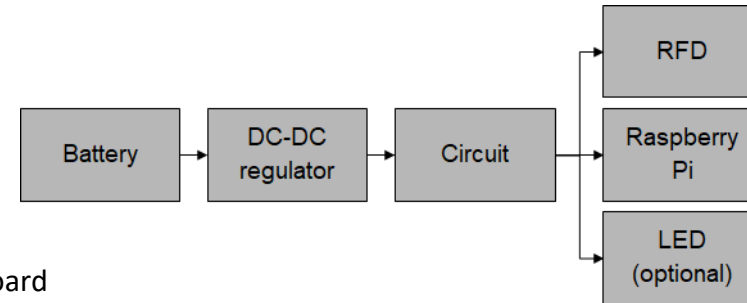 Battery
DC-DC
regulator
Circuit
RFD
Raspberry
Pi
LED
(optional)